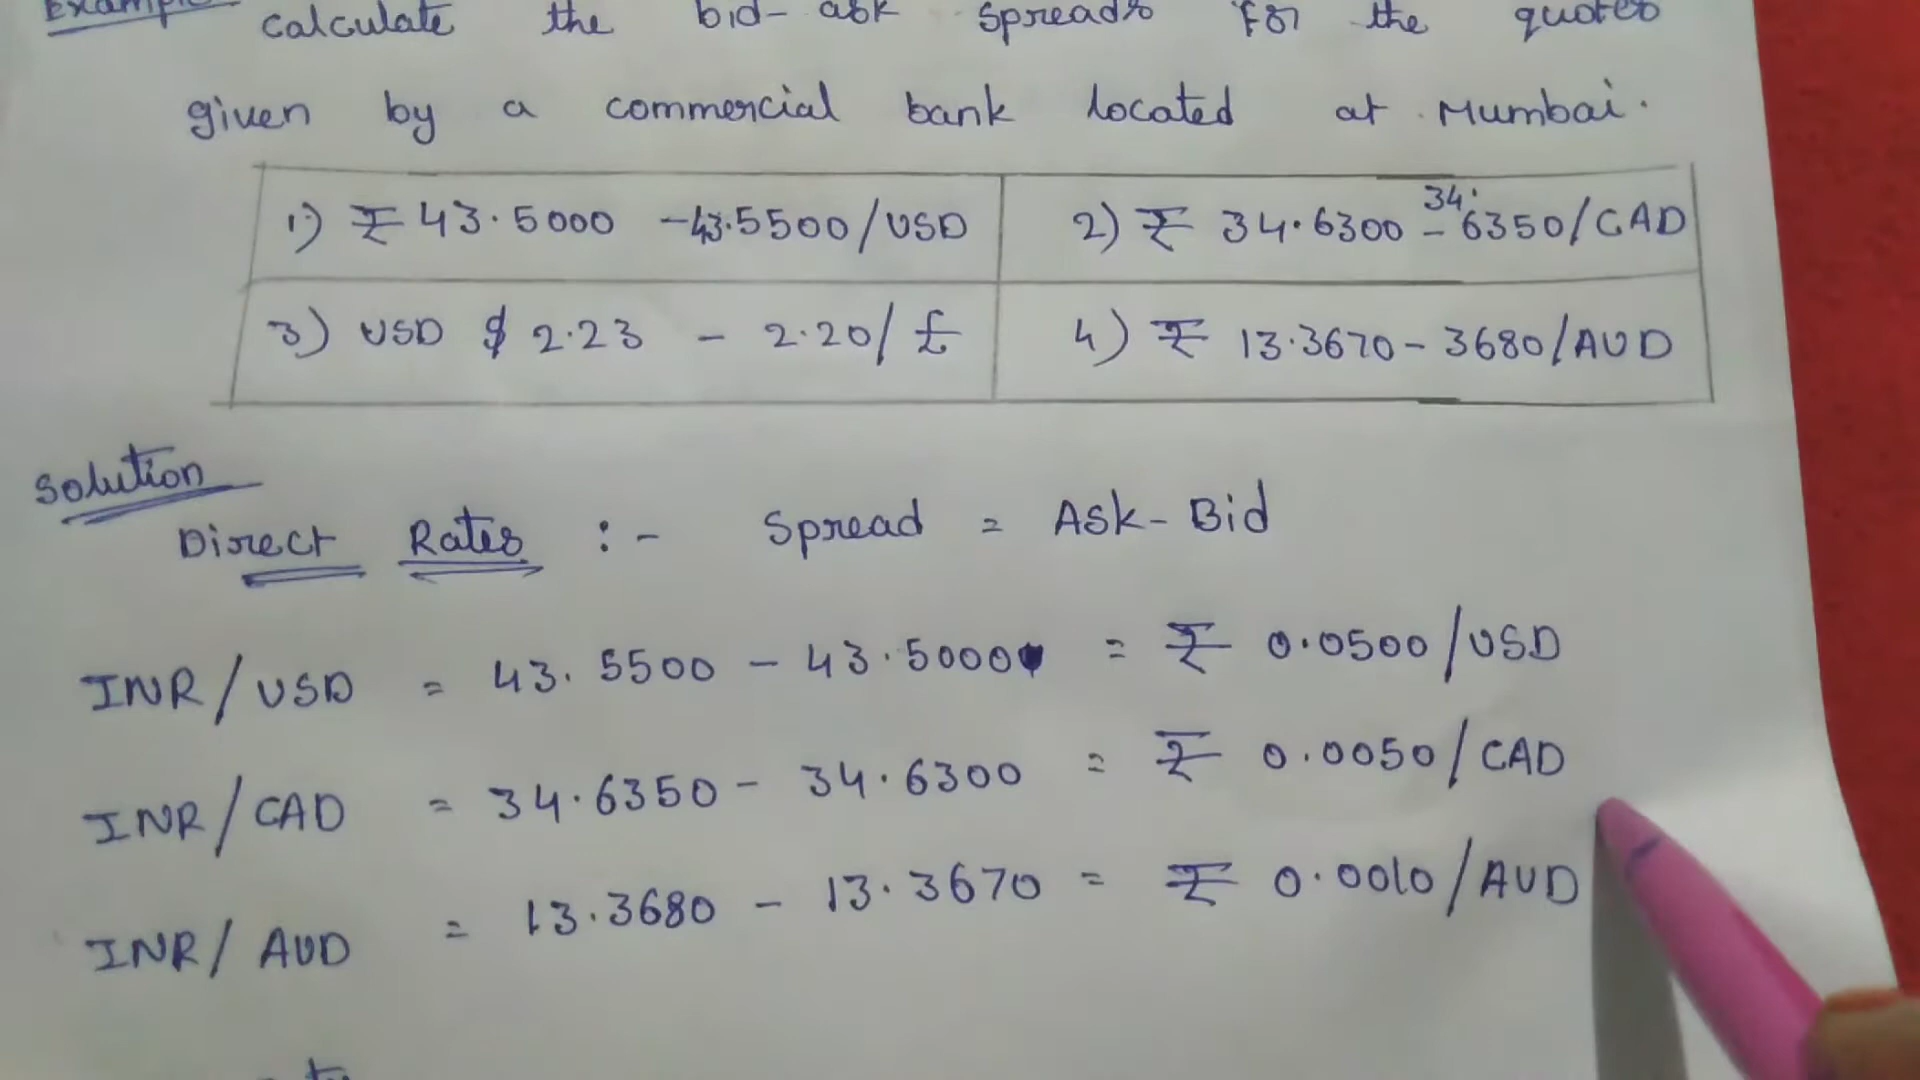 Example
calculate the bid-ask spreads for the quotes
given by a commercial bank located at Mumbai.
1) ₹ 43.5000 - 43.5500/USD
2) ₹ 34.6300 - 34.6350/CAD
3) USD $ 2.23 - 2.20/£
4) ₹ 13.3670 - 3680/AUD
Solution
Direct Rates :- Spread = Ask - Bid
INR/USD = 43.5500 - 43.5000 = ₹ 0.0500/USD
INR/CAD = 34.6350 - 34.6300 = ₹ 0.0050/CAD
INR/AUD = 13.3680 - 13.3670 = ₹ 0.0010/AUD